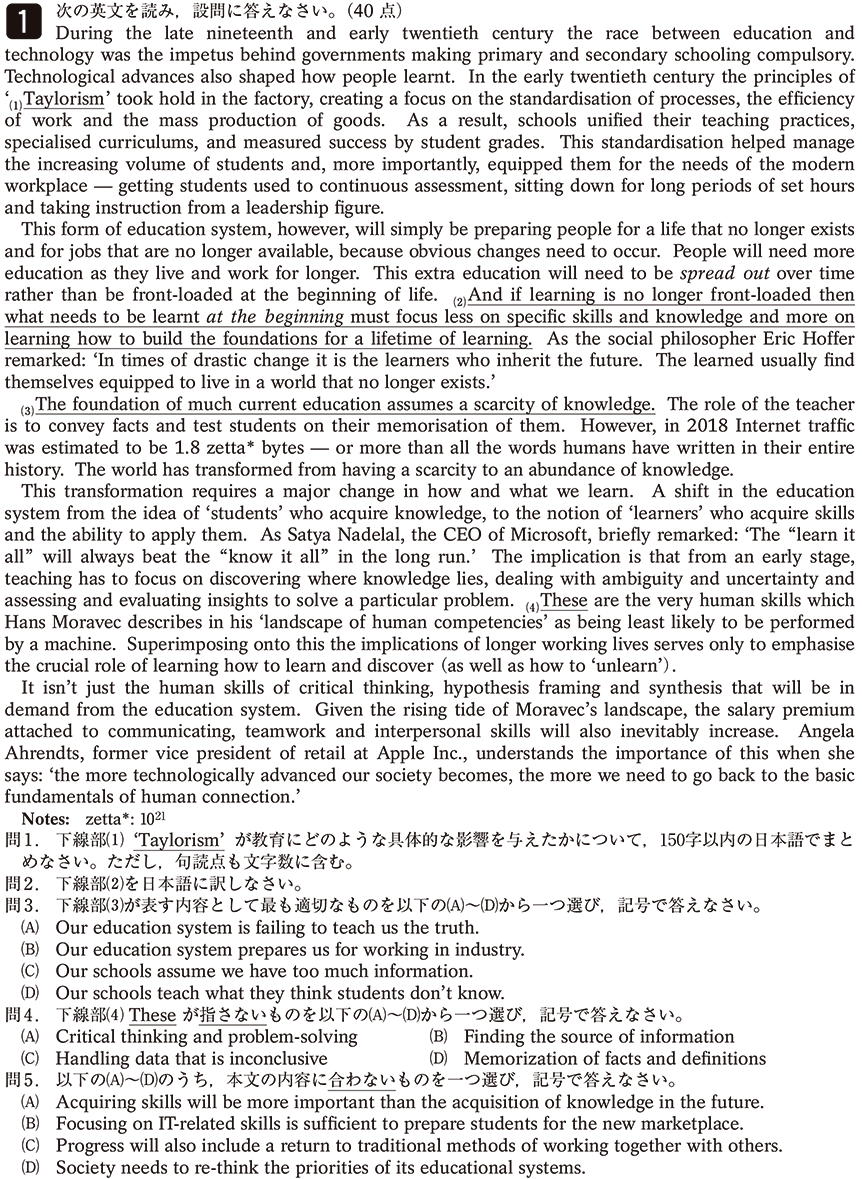 1 次の英文を読み，設問に答えなさい。（40 点）
During the late nineteenth and early twentieth century the race between education and
technology was the impetus behind governments making primary and secondary schooling compulsory.
Technological advances also shaped how people learnt. In the early twentieth century the principles of
‘(1)Taylorism’ took hold in the factory, creating a focus on the standardisation of processes, the efficiency
of work and the mass production of goods. As a result, schools unified their teaching practices,
specialised curriculums, and measured success by student grades. This standardisation helped manage
the increasing volume of students and, more importantly, equipped them for the needs of the modern
workplace — getting students used to continuous assessment, sitting down for long periods of set hours
and taking instruction from a leadership figure.
This form of education system, however, will simply be preparing people for a life that no longer exists
and for jobs that are no longer available, because obvious changes need to occur. People will need more
education as they live and work for longer. This extra education will need to be spread out over time
rather than be front-loaded at the beginning of life. (2)And if learning is no longer front-loaded then
what needs to be learnt at the beginning must focus less on specific skills and knowledge and more on
learning how to build the foundations for a lifetime of learning. As the social philosopher Eric Hoffer
remarked: ‘In times of drastic change it is the learners who inherit the future. The learned usually find
themselves equipped to live in a world that no longer exists.’
(3)The foundation of much current education assumes a scarcity of knowledge. The role of the teacher
is to convey facts and test students on their memorisation of them. However, in 2018 Internet traffic
was estimated to be 1.8 zetta* bytes — or more than all the words humans have written in their entire
history. The world has transformed from having a scarcity to an abundance of knowledge.
This transformation requires a major change in how and what we learn. A shift in the education
system from the idea of ‘students’ who acquire knowledge, to the notion of ‘learners’ who acquire skills
and the ability to apply them. As Satya Nadelal, the CEO of Microsoft, briefly remarked: ‘The “learn it
all” will always beat the “know it all” in the long run.’ The implication is that from an early stage,
teaching has to focus on discovering where knowledge lies, dealing with ambiguity and uncertainty and
assessing and evaluating insights to solve a particular problem. (4)These are the very human skills which
Hans Moravec describes in his ‘landscape of human competencies’ as being least likely to be performed
by a machine. Superimposing onto this the implications of longer working lives serves only to emphasise
the crucial role of learning how to learn and discover (as well as how to ‘unlearn’).
It isn’t just the human skills of critical thinking, hypothesis framing and synthesis that will be in
demand from the education system. Given the rising tide of Moravec’s landscape, the salary premium
attached to communicating, teamwork and interpersonal skills will also inevitably increase. Angela
Ahrendts, former vice president of retail at Apple Inc., understands the importance of this when she
says: ‘the more technologically advanced our society becomes, the more we need to go back to the basic
fundamentals of human connection.’
Notes: zetta*: 10²¹
問1． 下線部(1) ‘Taylorism’ が教育にどのような具体的な影響を与えたかについて，150字以内の日本語でまと
めなさい。ただし，句読点も文字数に含む。
問2． 下線部(2)を日本語に訳しなさい。
問3． 下線部(3)が表す内容として最も適切なものを以下の(A)〜(D)から一つ選び，記号で答えなさい。
(A) Our education system is failing to teach us the truth.
(B) Our education system prepares us for working in industry.
(C) Our schools assume we have too much information.
(D) Our schools teach what they think students don’t know.
問4． 下線部(4) These が指さないものを以下の(A)〜(D)から一つ選び，記号で答えなさい。
(A) Critical thinking and problem-solving (B) Finding the source of information
(C) Handling data that is inconclusive (D) Memorization of facts and definitions
問5． 以下の(A)〜(D)のうち，本文の内容に合わないものを一つ選び，記号で答えなさい。
(A) Acquiring skills will be more important than the acquisition of knowledge in the future.
(B) Focusing on IT-related skills is sufficient to prepare students for the new marketplace.
(C) Progress will also include a return to traditional methods of working together with others.
(D) Society needs to re-think the priorities of its educational systems.